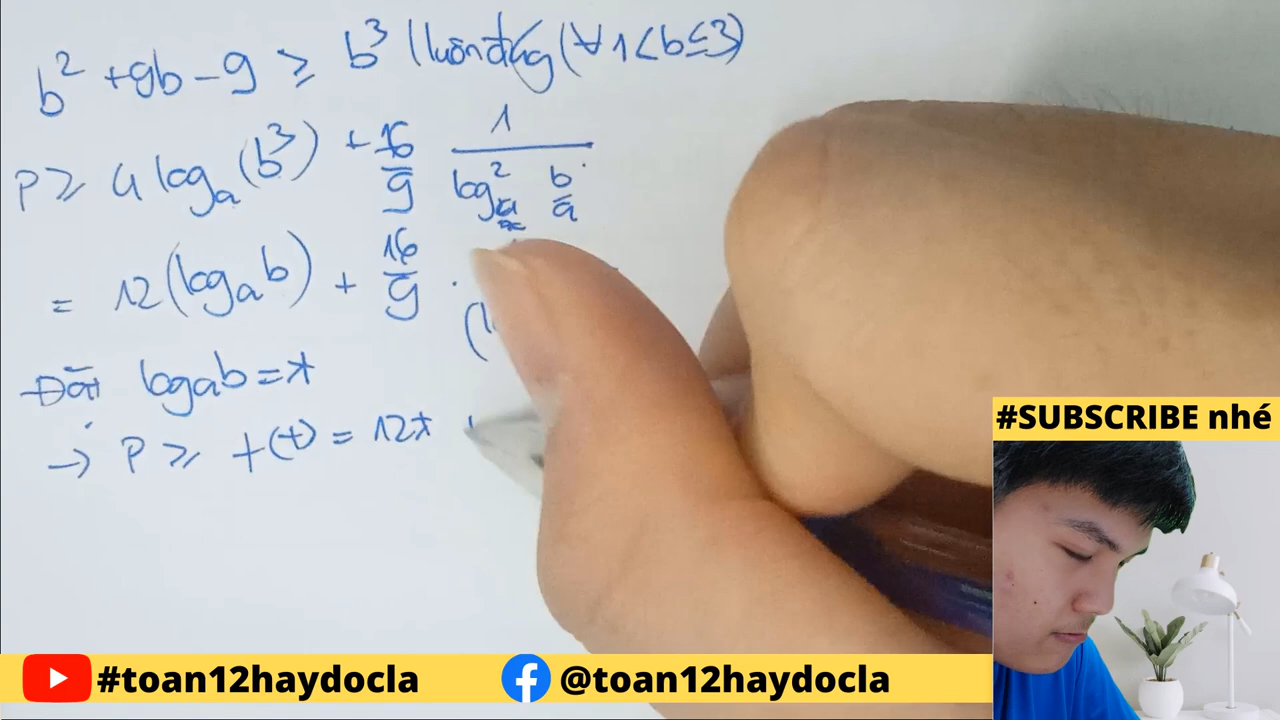 b² + 9b - 9 ≥ b³ (luôn đúng (∀ 1 < b ≤ 3)
P ≥ 4 log_a (b³) + 16/9 1/(log²_a b/a)
= 12 (log_a b) + 16/9 . (l
Đặt log_a b = t
→ P ≥ f(t) = 12t
#SUBSCRIBE nhé
#toan12haydocla @toan12haydocla